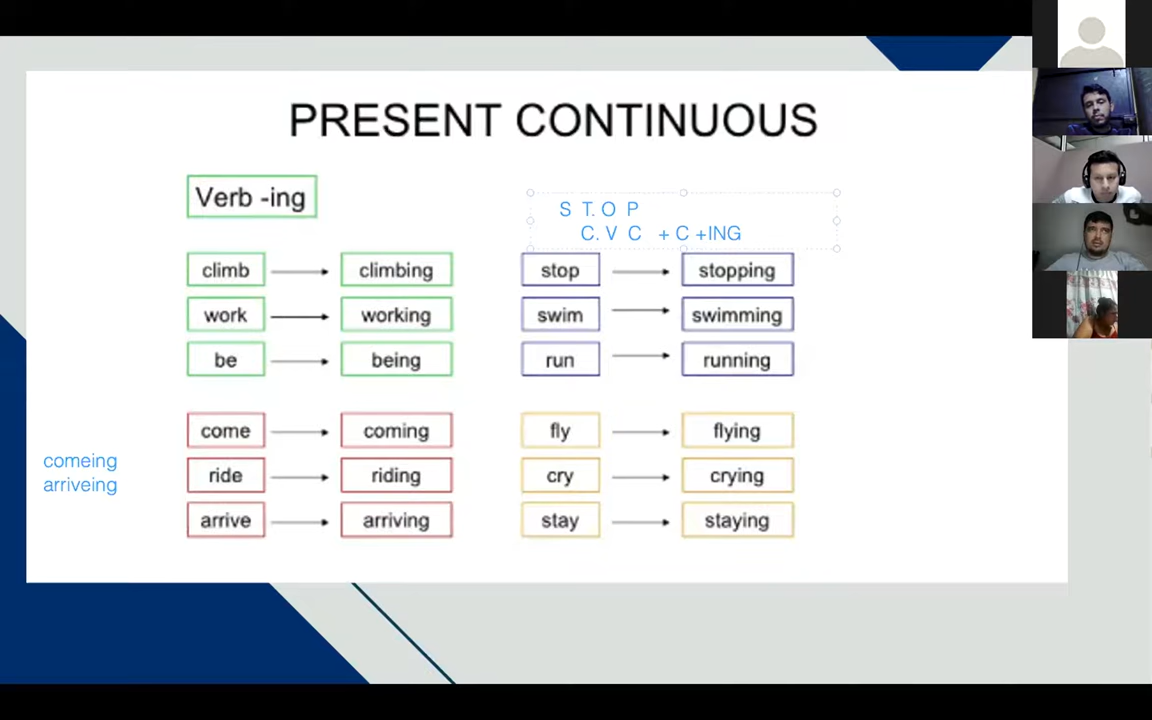 PRESENT CONTINUOUS
Verb -ing
S T. O P
C. V C + C +ING
climb climbing
work working
be being
stop stopping
swim swimming
run running
comeing
arriveing
come coming
ride riding
arrive arriving
fly flying
cry crying
stay staying